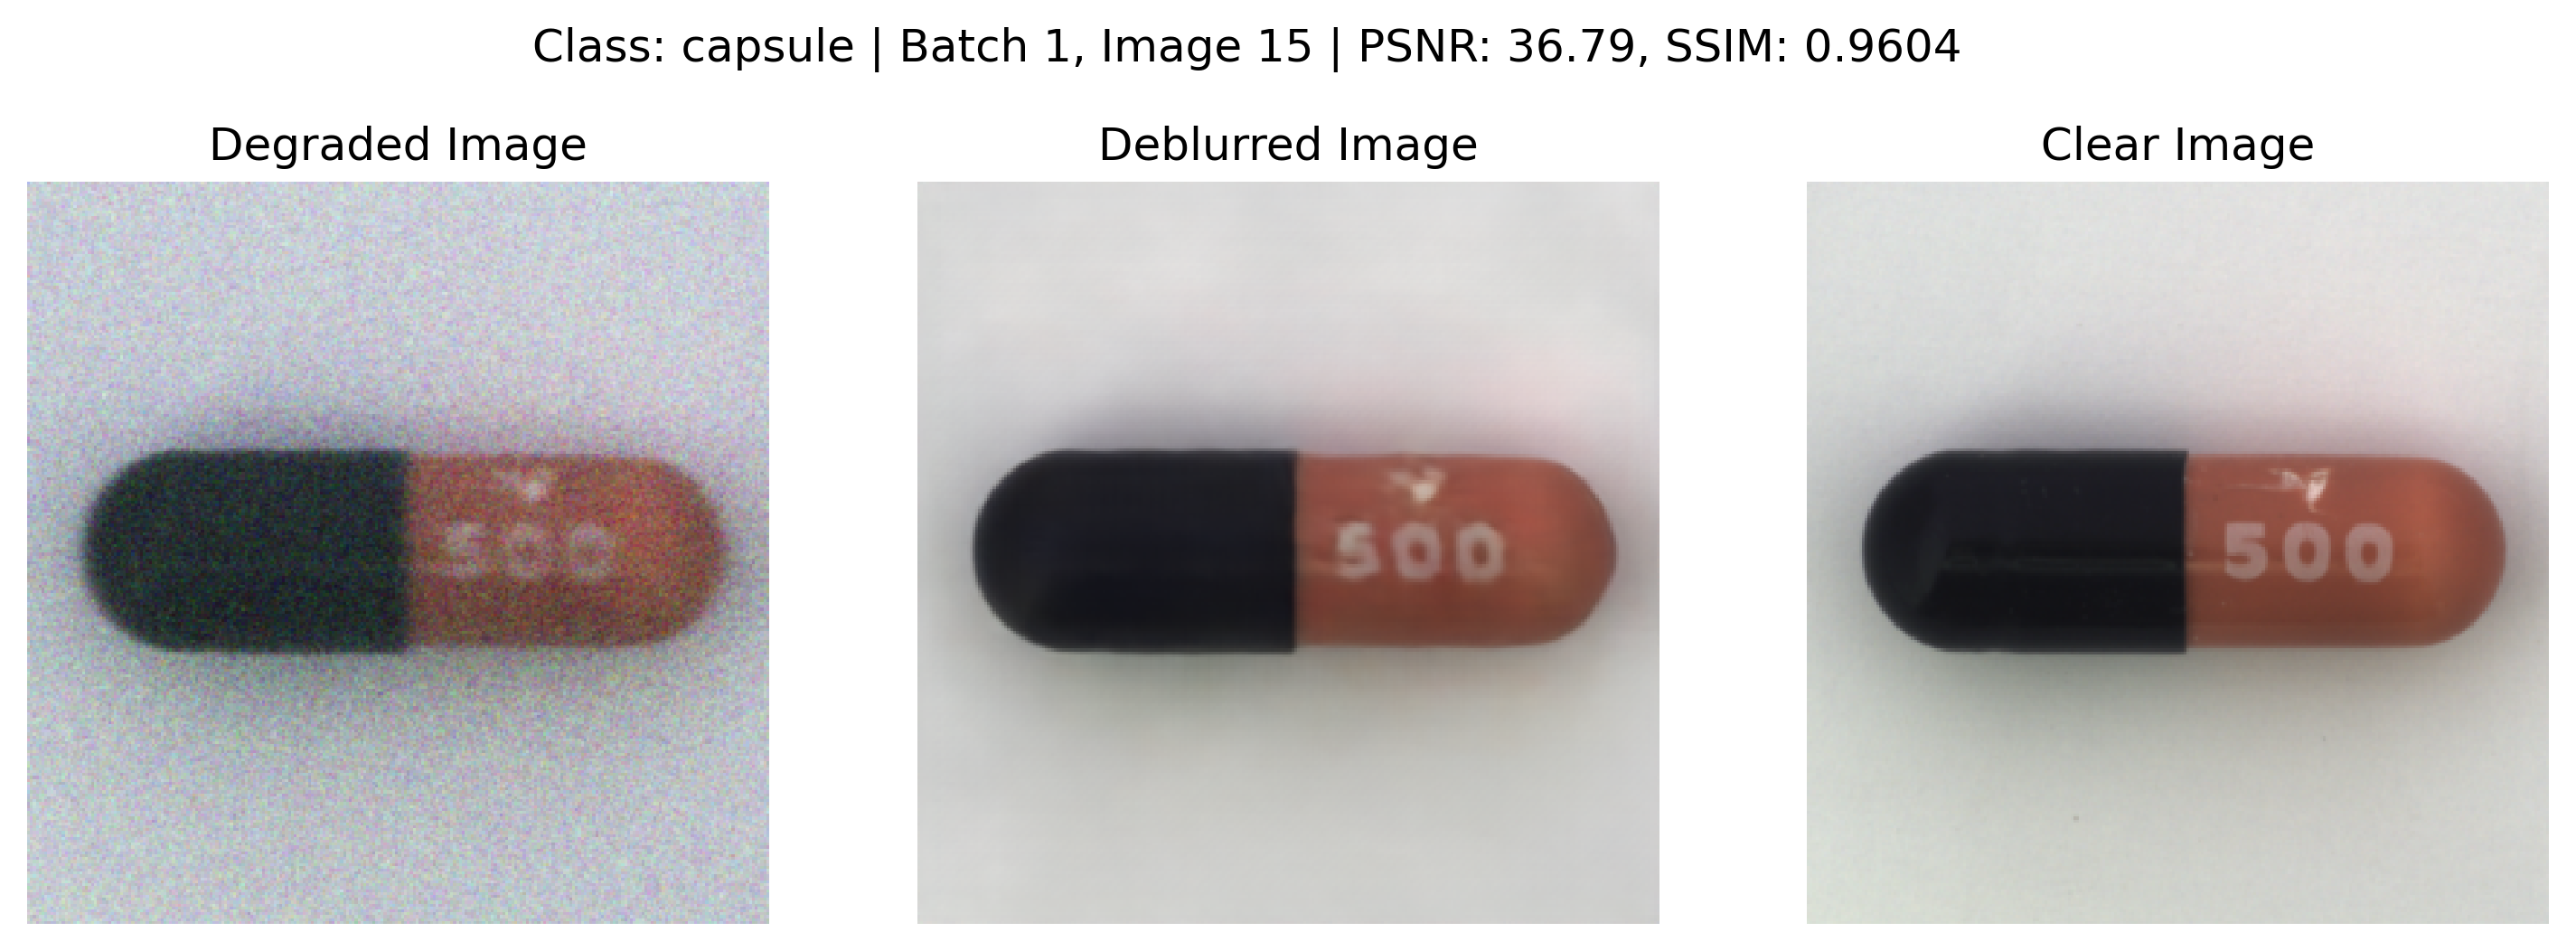 Class: capsule | Batch 1, Image 15 | PSNR: 36.79, SSIM: 0.9604
Degraded Image
Deblurred Image
Clear Image
500
500
500